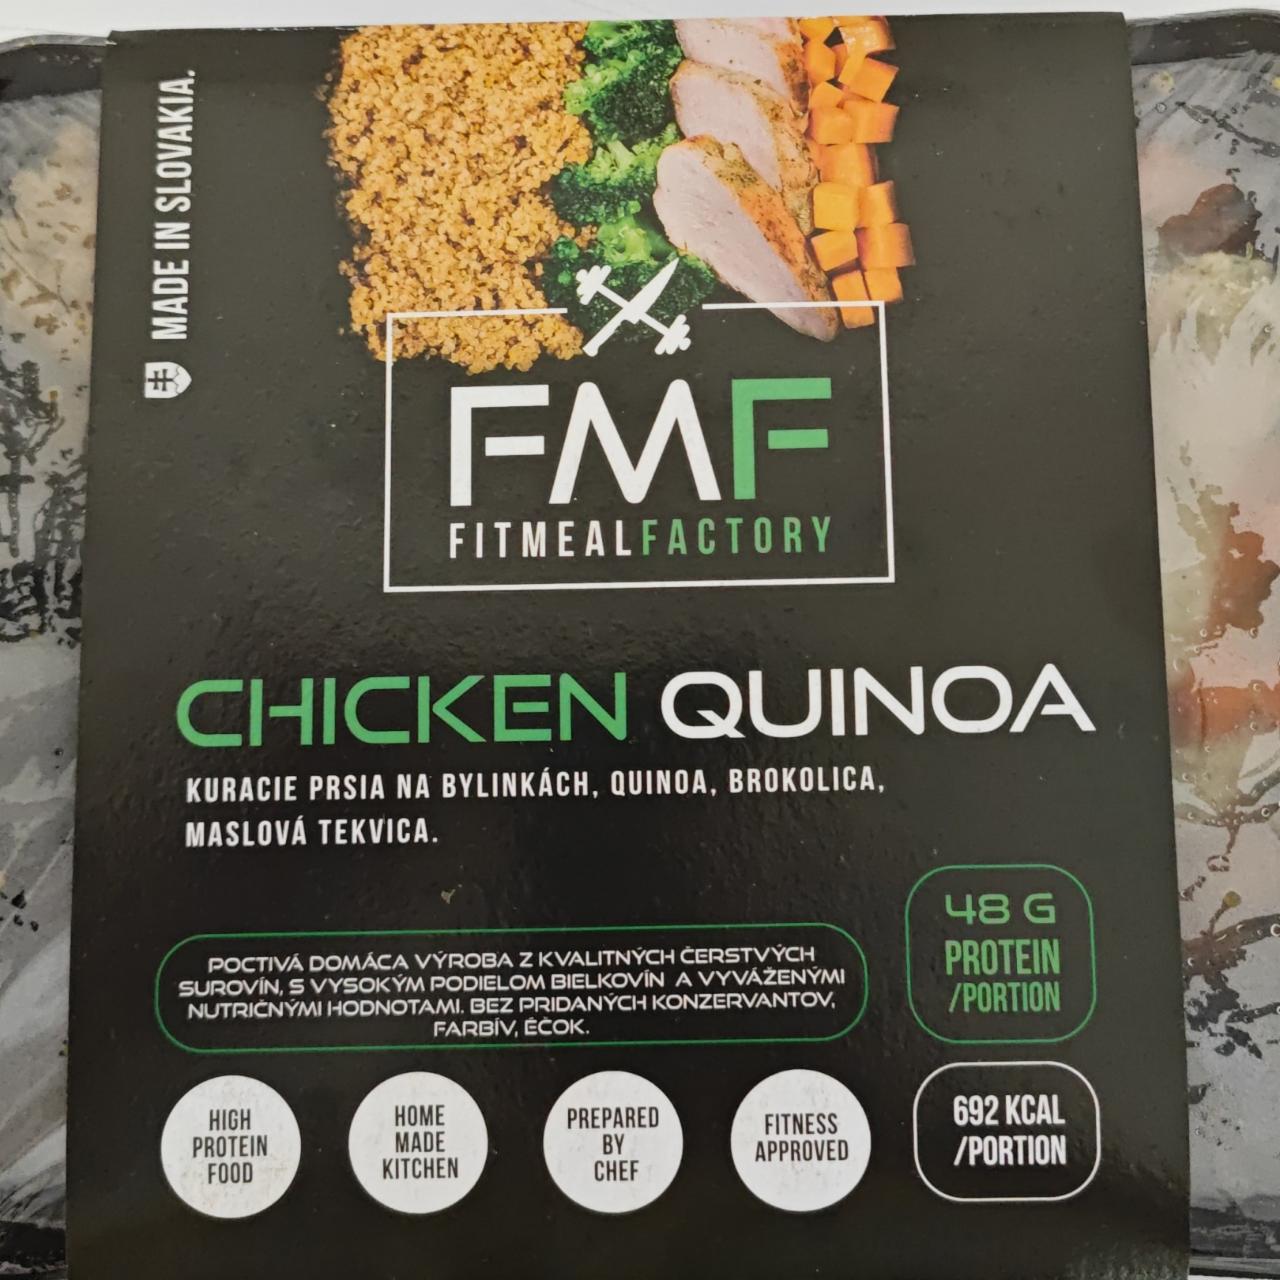 MADE IN SLOVAKIA.
FMF
FITMEALFACTORY
CHICKEN QUINOA
KURACIE PRSIA NA BYLINKÁCH, QUINOA, BROKOLICA,
MASLOVÁ TEKVICA.
48 G
PROTEIN
/PORTION
POCTIVÁ DOMÁCA VÝROBA Z KVALITNÝCH ČERSTVÝCH
SUROVÍN, S VYSOKÝM PODIELOM BIELKOVÍN A VYVÁŽENÝMI
NUTRIČNÝMI HODNOTAMI. BEZ PRIDANÝCH KONZERVANTOV,
FARBÍV, ÉČOK.
HIGH
PROTEIN
FOOD
HOME
MADE
KITCHEN
PREPARED
BY
CHEF
FITNESS
APPROVED
692 KCAL
/PORTION